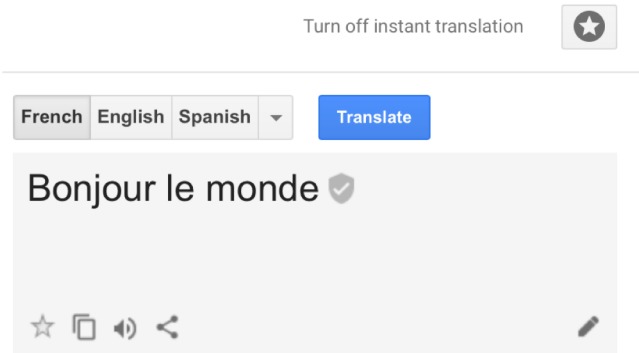 Turn off instant translation
French English Spanish Translate
Bonjour le monde